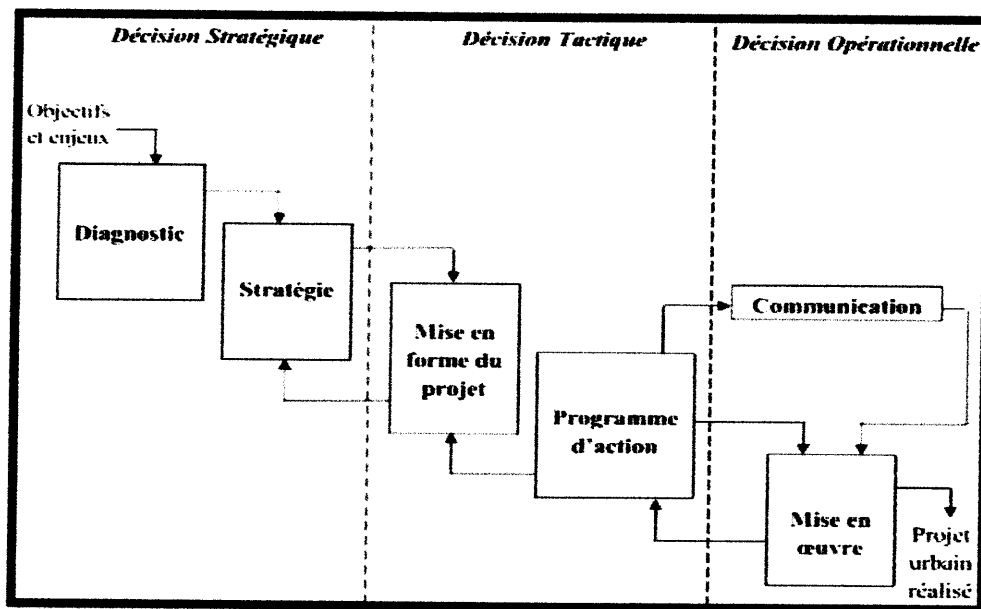 Décision Stratégique
Décision Tactique
Décision Opérationnelle
Objectifs
et enjeux
Diagnostic
Stratégie
Mise en
forme du
projet
Programme
d'action
Communication
Mise en
œuvre
Projet
urbain
réalisé